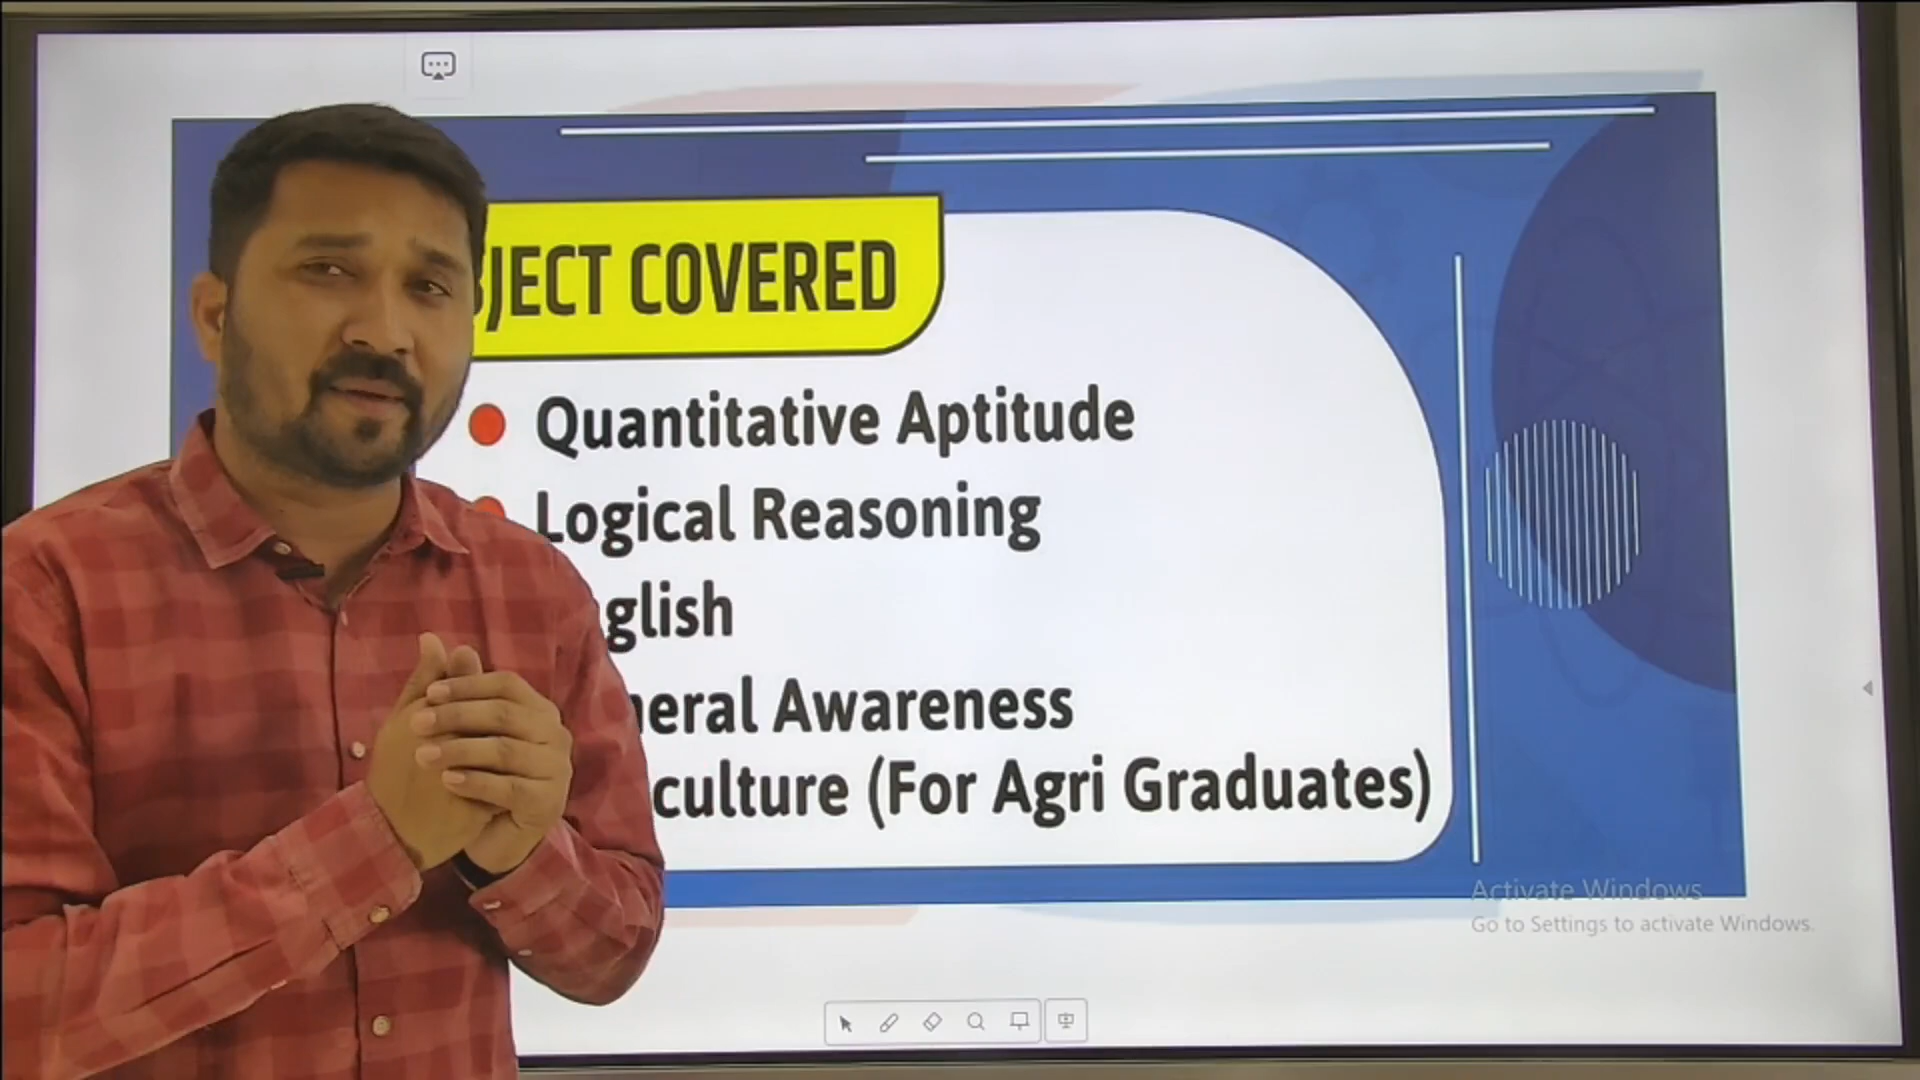 JECT COVERED
Quantitative Aptitude
Logical Reasoning
glish
neral Awareness
culture (For Agri Graduates)
Activate Windows
Go to Settings to activate Windows.